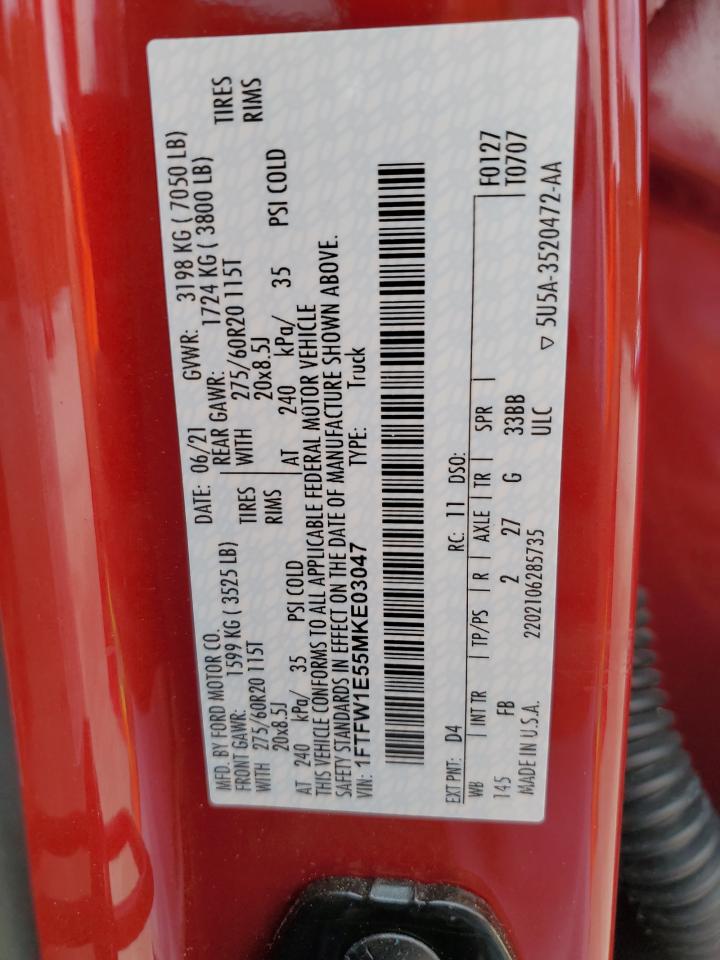 MFD. BY FORD MOTOR CO. DATE: 06/21 GVWR: 3198 KG ( 7050 LB)
FRONT GAWR: 1599 KG ( 3525 LB) REAR GAWR: 1724 KG ( 3800 LB)
WITH 275/60R20 115T TIRES WITH 275/60R20 115T TIRES
20x8.5J RIMS 20x8.5J RIMS
AT 240 kPa/ 35 PSI COLD AT 240 kPa/ 35 PSI COLD
THIS VEHICLE CONFORMS TO ALL APPLICABLE FEDERAL MOTOR VEHICLE
SAFETY STANDARDS IN EFFECT ON THE DATE OF MANUFACTURE SHOWN ABOVE.
VIN: 1FTFW1E55MKE03047 TYPE: Truck
EXT PNT: D4 RC: 11 DSO:
F0127
WB INT TR TP/PS R AXLE TR SPR T0707
145 FB 2 27 G 33BB
ULC
MADE IN U.S.A. 2202106285735 ▽ 5U5A-3520472-AA